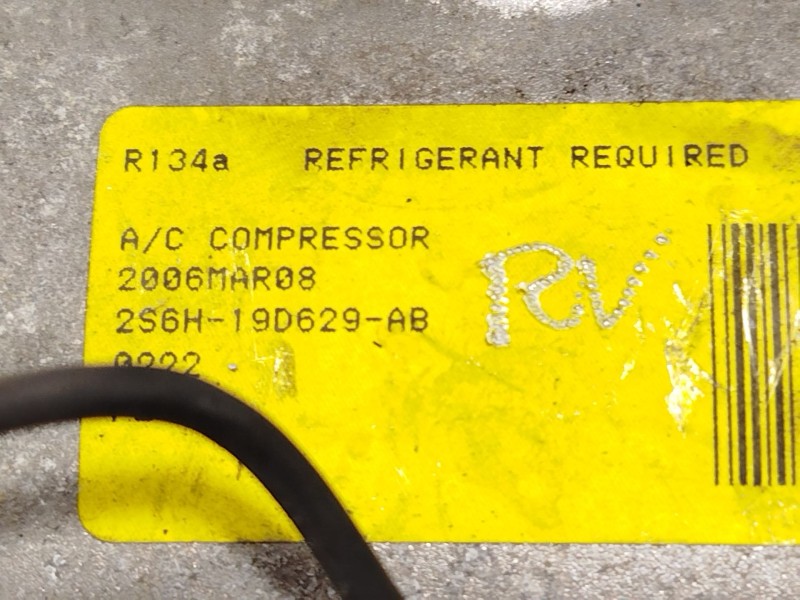 R134a REFRIGERANT REQUIRED
A/C COMPRESSOR
2006MAR08
2S6H-19D629-AB
RV